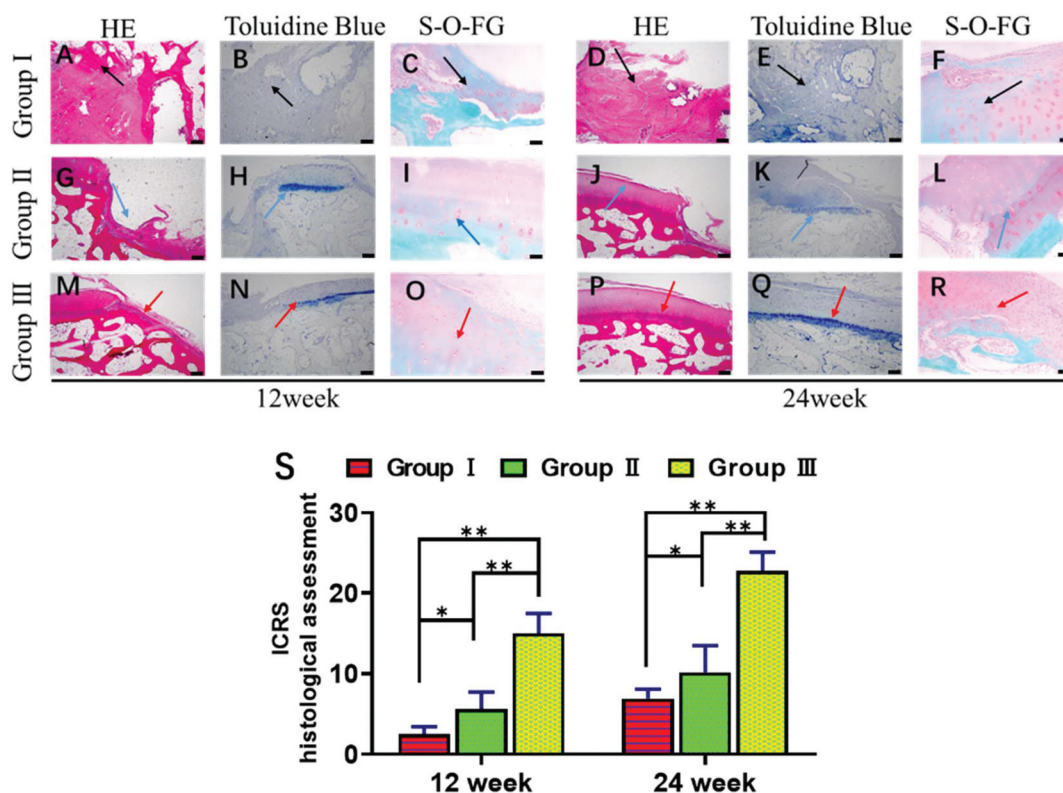 HE Toluidine Blue S-O-FG HE Toluidine Blue S-O-FG
Group I A B C D E F
Group II G H I J K L
Group III M N O P Q R
12week 24week
S Group Ⅰ Group Ⅱ Group Ⅲ
ICRS
histological assessment
30
20
10
0
** **
** **
* *
12 week 24 week